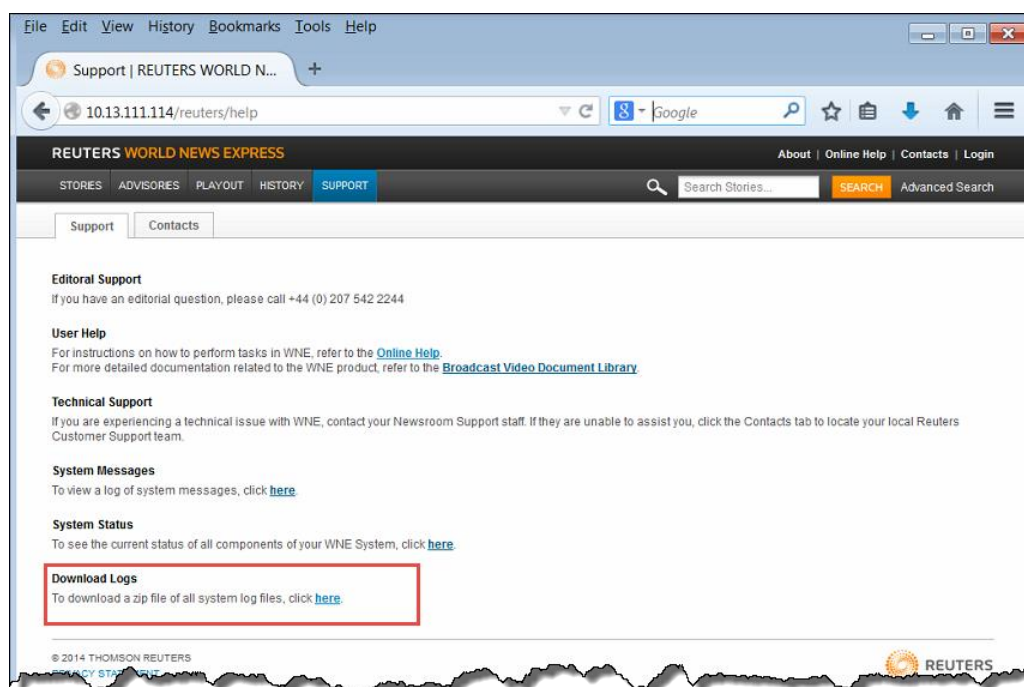 File Edit View History Bookmarks Tools Help
Support | REUTERS WORLD N... +
10.13.111.114/reuters/help 8 Google
REUTERS WORLD NEWS EXPRESS About | Online Help | Contacts | Login
STORIES ADVISORIES PLAYOUT HISTORY SUPPORT Search Stories... SEARCH Advanced Search
Support Contacts
Editoral Support
If you have an editorial question, please call +44 (0) 207 542 2244
User Help
For instructions on how to perform tasks in WNE, refer to the Online Help.
For more detailed documentation related to the WNE product, refer to the Broadcast Video Document Library.
Technical Support
If you are experiencing a technical issue with WNE, contact your Newsroom Support staff. If they are unable to assist you, click the Contacts tab to locate your local Reuters
Customer Support team.
System Messages
To view a log of system messages, click here.
System Status
To see the current status of all components of your WNE System, click here.
Download Logs
To download a zip file of all system log files, click here.
© 2014 THOMSON REUTERS
REUTERS